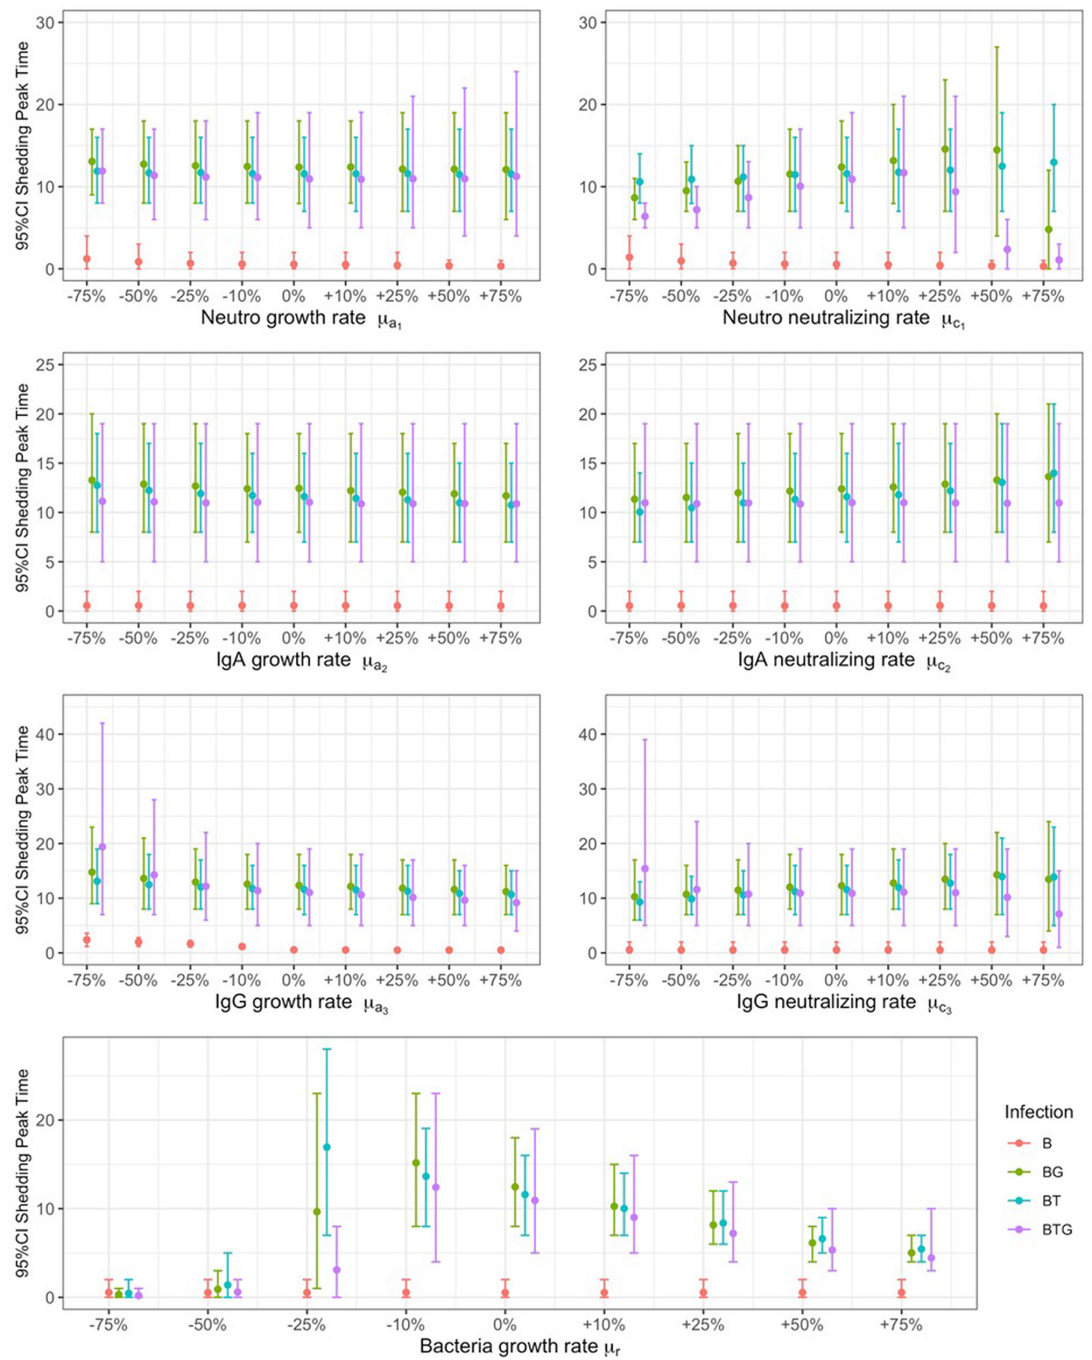 95%CI Shedding Peak Time
30
20
10
0
-75% -50% -25% -10% 0% +10% +25% +50% +75%
Neutro growth rate μa1
30
20
10
0
-75% -50% -25% -10% 0% +10% +25% +50% +75%
Neutro neutralizing rate μc1
95%CI Shedding Peak Time
25
20
15
10
5
0
-75% -50% -25% -10% 0% +10% +25% +50% +75%
IgA growth rate μa2
25
20
15
10
5
0
-75% -50% -25% -10% 0% +10% +25% +50% +75%
IgA neutralizing rate μc2
95%CI Shedding Peak Time
40
30
20
10
0
-75% -50% -25% -10% 0% +10% +25% +50% +75%
IgG growth rate μa3
40
30
20
10
0
-75% -50% -25% -10% 0% +10% +25% +50% +75%
IgG neutralizing rate μc3
95%CI Shedding Peak Time
20
10
0
-75% -50% -25% -10% 0% +10% +25% +50% +75%
Bacteria growth rate μr
Infection
B
BG
BT
BTG